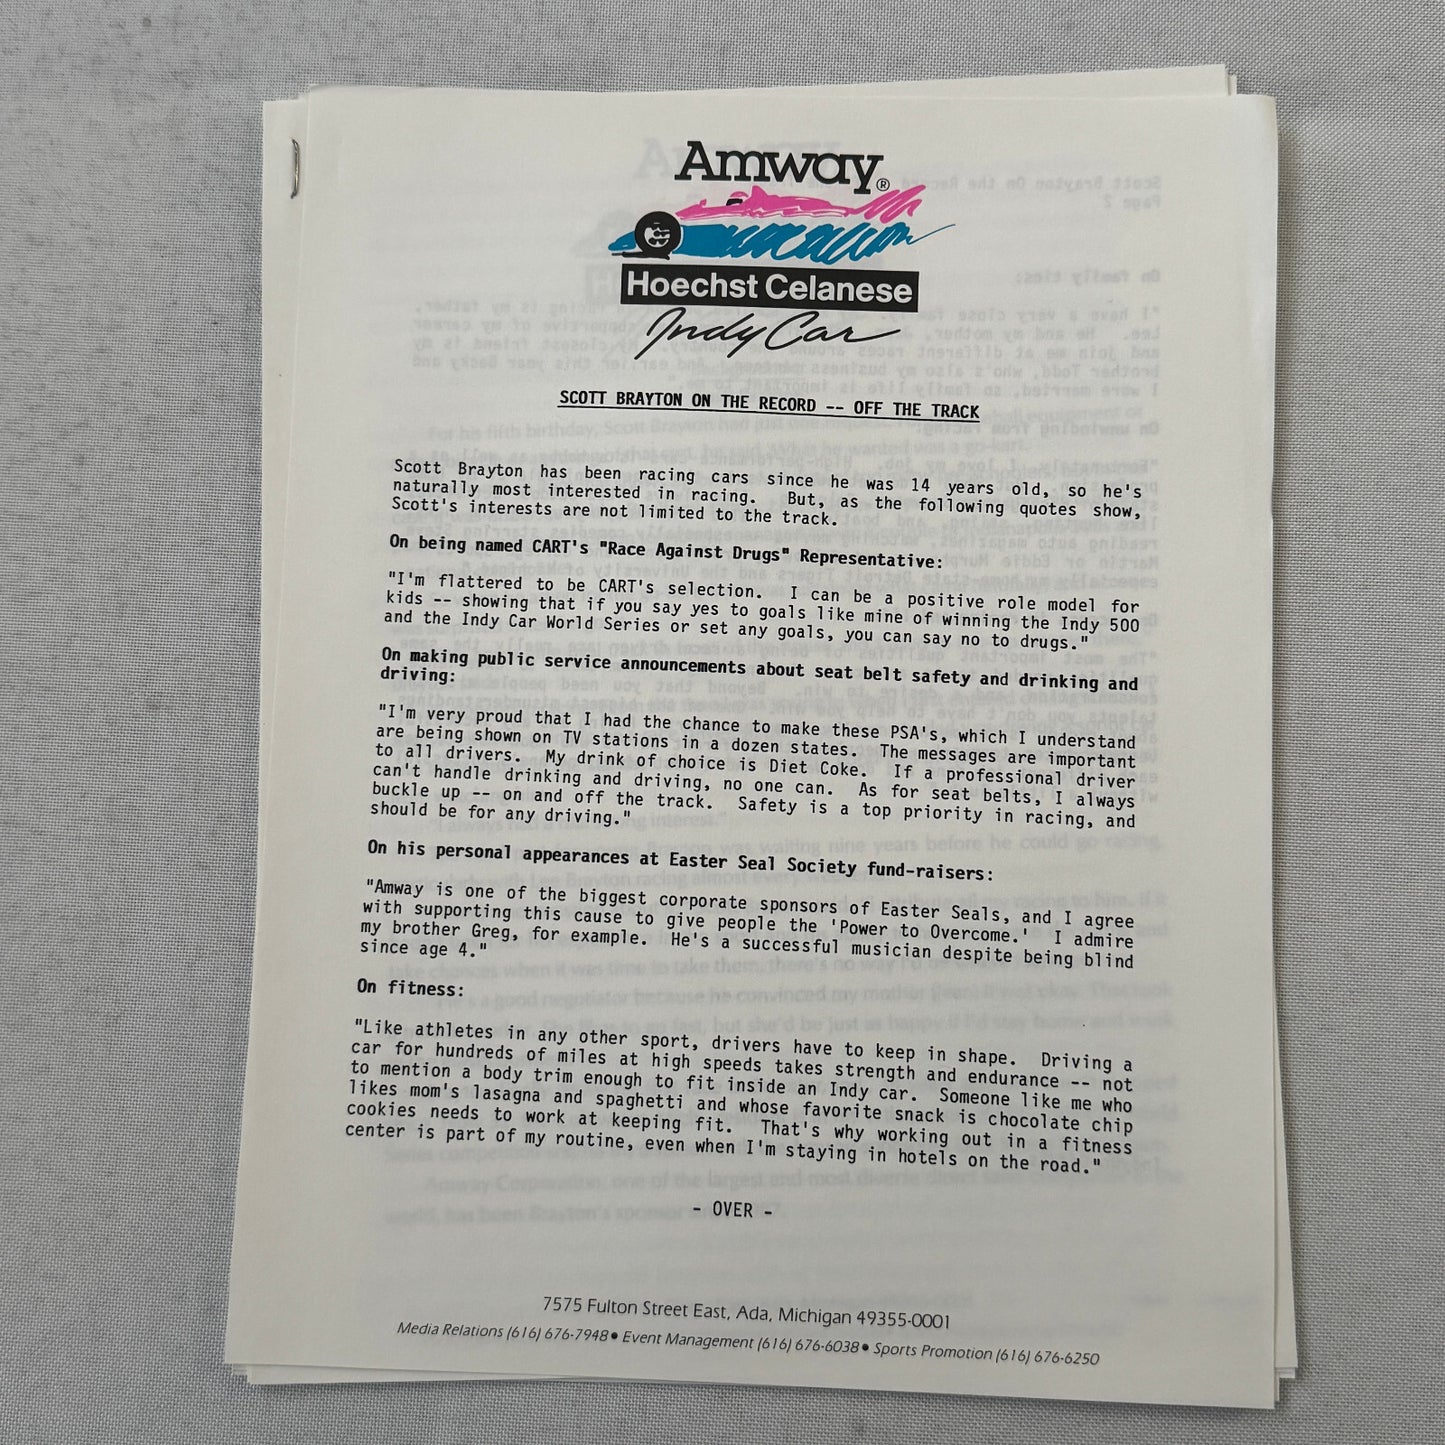 Amway®
Hoechst Celanese
Indy Car
SCOTT BRAYTON ON THE RECORD -- OFF THE TRACK
Scott Brayton has been racing cars since he was 14 years old, so he's
naturally most interested in racing. But, as the following quotes show,
Scott's interests are not limited to the track.
On being named CART's "Race Against Drugs" Representative:
"I'm flattered to be CART's selection. I can be a positive role model for
kids -- showing that if you say yes to goals like mine of winning the Indy 500
and the Indy Car World Series or set any goals, you can say no to drugs."
On making public service announcements about seat belt safety and drinking and
driving:
"I'm very proud that I had the chance to make these PSA's, which I understand
are being shown on TV stations in a dozen states. The messages are important
to all drivers. My drink of choice is Diet Coke. If a professional driver
can't handle drinking and driving, no one can. As for seat belts, I always
buckle up -- on and off the track. Safety is a top priority in racing, and
should be for any driving."
On his personal appearances at Easter Seal Society fund-raisers:
"Amway is one of the biggest corporate sponsors of Easter Seals, and I agree
with supporting this cause to give people the 'Power to Overcome.' I admire
my brother Greg, for example. He's a successful musician despite being blind
since age 4."
On fitness:
"Like athletes in any other sport, drivers have to keep in shape. Driving a
car for hundreds of miles at high speeds takes strength and endurance -- not
to mention a body trim enough to fit inside an Indy car. Someone like me who
likes mom's lasagna and spaghetti and whose favorite snack is chocolate chip
cookies needs to work at keeping fit. That's why working out in a fitness
center is part of my routine, even when I'm staying in hotels on the road."
- OVER -
7575 Fulton Street East, Ada, Michigan 49355-0001
Media Relations (616) 676-7948 • Event Management (616) 676-6038 • Sports Promotion (616) 676-6250